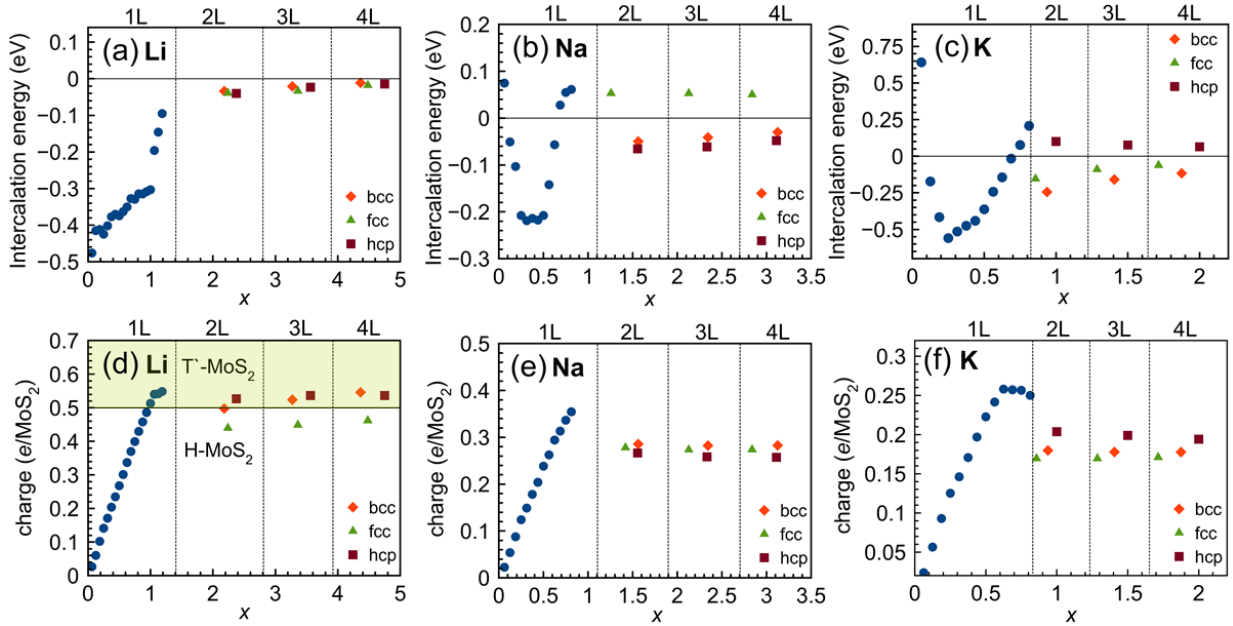 1L 2L 3L 4L
(a) Li
Intercalation energy (eV)
0.1
0
−0.1
−0.2
−0.3
−0.4
−0.5
bcc
fcc
hcp
0 1 2 3 4 5
x
1L 2L 3L 4L
(b) Na
Intercalation energy (eV)
0.2
0.1
0
−0.1
−0.2
−0.3
bcc
fcc
hcp
0 0.5 1 1.5 2 2.5 3 3.5
x
1L 2L 3L 4L
(c) K
Intercalation energy (eV)
0.75
0.5
0.25
0
−0.25
−0.5
bcc
fcc
hcp
0 0.5 1 1.5 2
x
1L 2L 3L 4L
(d) Li
charge (e/MoS₂)
0.7
0.6
0.5
0.4
0.3
0.2
0.1
0
T`-MoS₂
H-MoS₂
bcc
fcc
hcp
0 1 2 3 4 5
x
1L 2L 3L 4L
(e) Na
charge (e/MoS₂)
0.5
0.4
0.3
0.2
0.1
0
bcc
fcc
hcp
0 0.5 1 1.5 2 2.5 3 3.5
x
1L 2L 3L 4L
(f) K
charge (e/MoS₂)
0.3
0.25
0.2
0.15
0.1
0.05
bcc
fcc
hcp
0 0.5 1 1.5 2
x